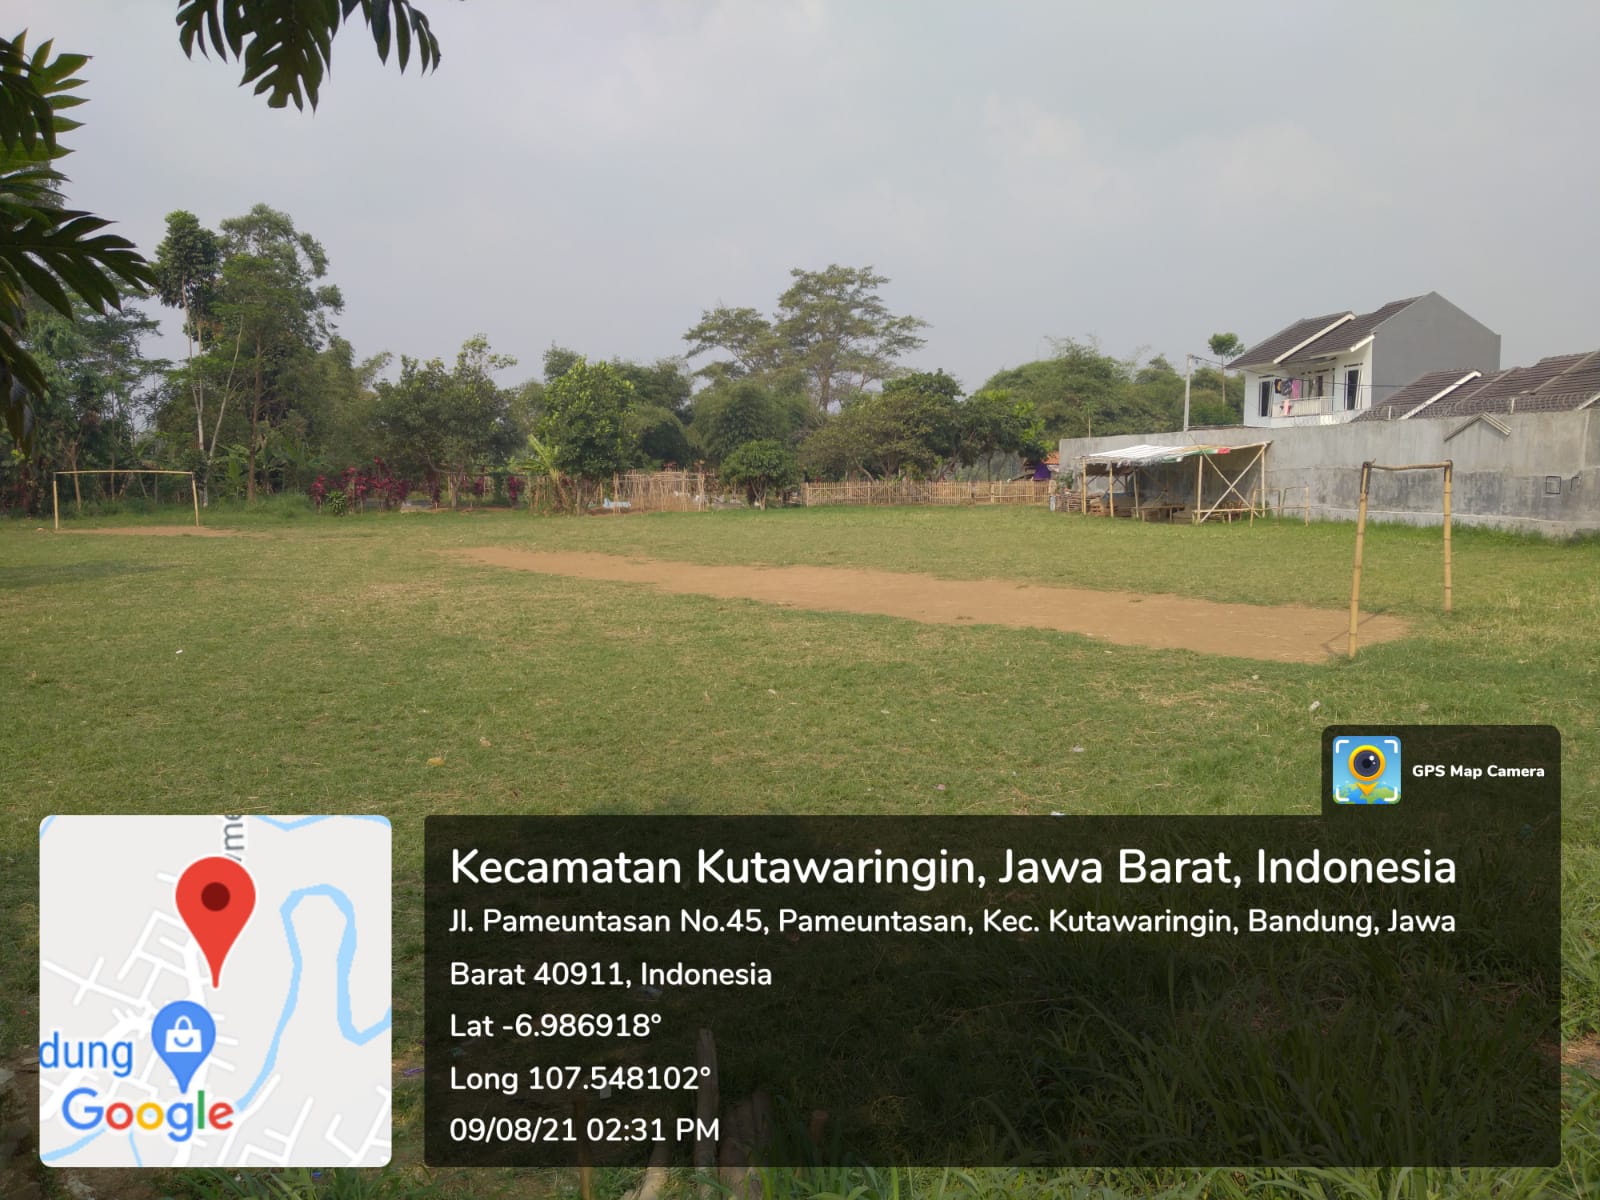 GPS Map Camera
Kecamatan Kutawaringin, Jawa Barat, Indonesia
Jl. Pameuntasan No.45, Pameuntasan, Kec. Kutawaringin, Bandung, Jawa
Barat 40911, Indonesia
Lat -6.986918°
Long 107.548102°
09/08/21 02:31 PM
dung
Google